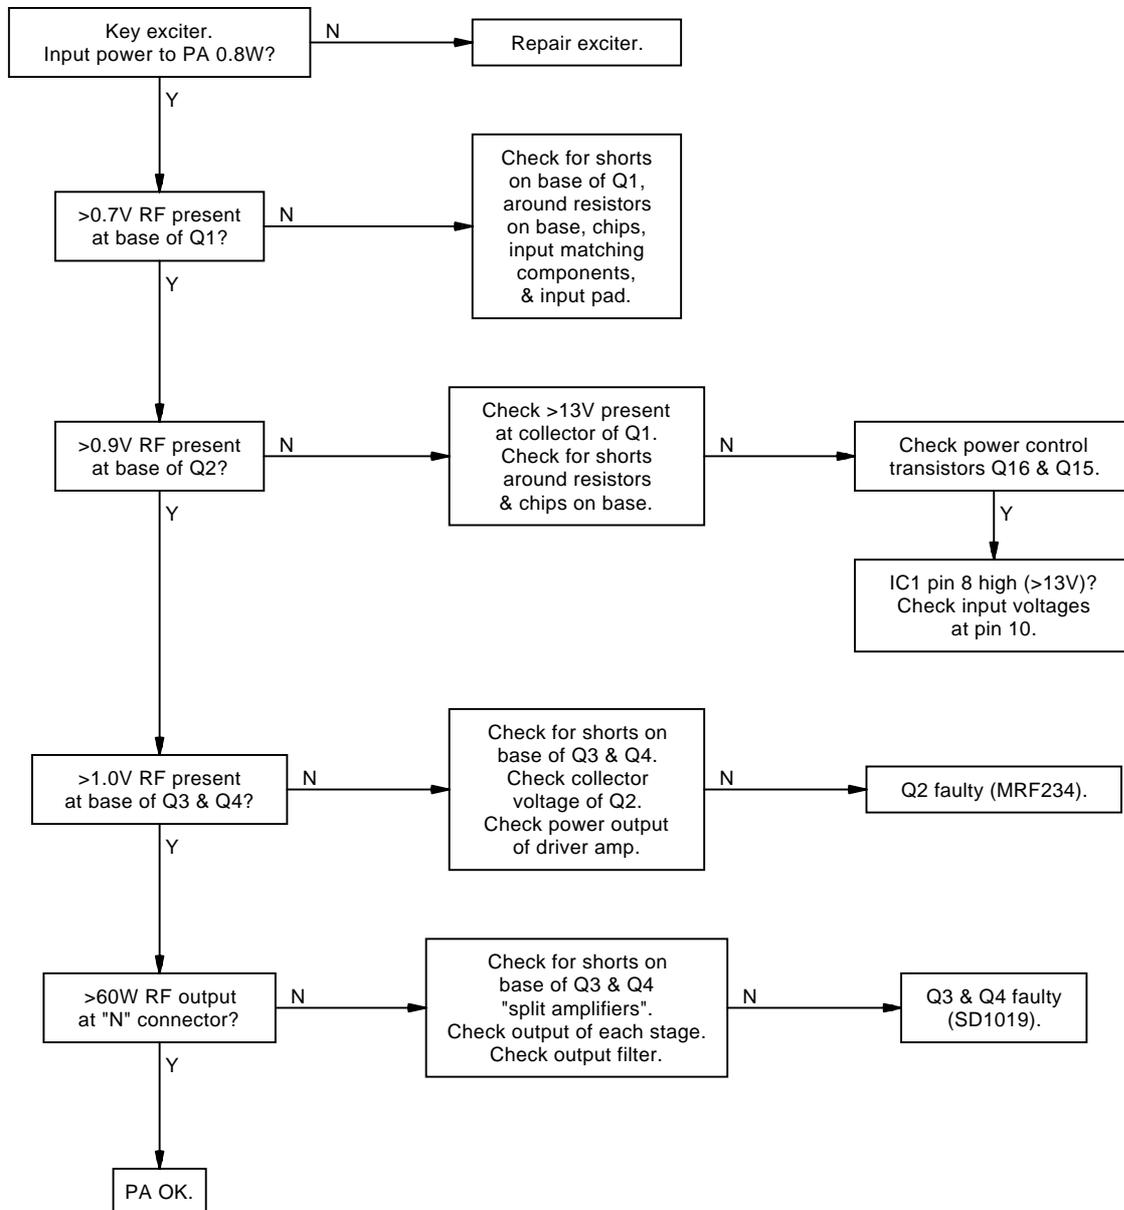 Key exciter.
Input power to PA 0.8W?
N
Repair exciter.
Y
>0.7V RF present
at base of Q1?
N
Check for shorts
on base of Q1,
around resistors
on base, chips,
input matching
components,
& input pad.
Y
>0.9V RF present
at base of Q2?
N
Check >13V present
at collector of Q1.
Check for shorts
around resistors
& chips on base.
N
Check power control
transistors Q16 & Q15.
Y
IC1 pin 8 high (>13V)?
Check input voltages
at pin 10.
Y
>1.0V RF present
at base of Q3 & Q4?
N
Check for shorts on
base of Q3 & Q4.
Check collector
voltage of Q2.
Check power output
of driver amp.
N
Q2 faulty (MRF234).
Y
>60W RF output
at "N" connector?
N
Check for shorts on
base of Q3 & Q4
"split amplifiers".
Check output of each stage.
Check output filter.
N
Q3 & Q4 faulty
(SD1019).
Y
PA OK.